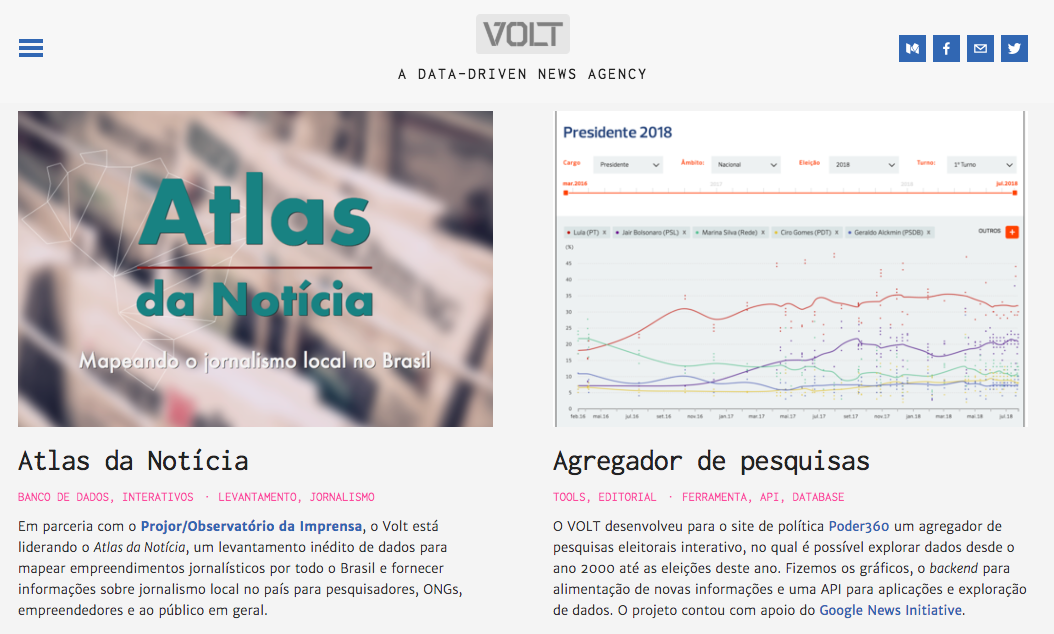 VOLT
A DATA-DRIVEN NEWS AGENCY
Atlas
da Notícia
Mapeando o jornalismo local no Brasil
Presidente 2018
Cargo Presidente Âmbito: Nacional Eleição 2018 Turno: 1º Turno
mar.2016 2017 2018 jul.2018
Lula (PT) x Jair Bolsonaro (PSL) x Marina Silva (Rede) x Ciro Gomes (PDT) x Geraldo Alckmin (PSDB) x OUTROS +
(%)
45
40
35
30
25
20
15
10
5
0
feb.16 mai.16 jul.16 set.16 nov.16 jan.17 mar.17 mai.17 jul.17 set.17 nov.17 jan.18 mar.18 mai.18 jul.18
Atlas da Notícia
BANCO DE DADOS, INTERATIVOS · LEVANTAMENTO, JORNALISMO
Em parceria com o Projor/Observatório da Imprensa, o Volt está
liderando o Atlas da Notícia, um levantamento inédito de dados para
mapear empreendimentos jornalísticos por todo o Brasil e fornecer
informações sobre jornalismo local no país para pesquisadores, ONGs,
empreendedores e ao público em geral.
Agregador de pesquisas
TOOLS, EDITORIAL · FERRAMENTA, API, DATABASE
O VOLT desenvolveu para o site de política Poder360 um agregador de
pesquisas eleitorais interativo, no qual é possível explorar dados desde o
ano 2000 até as eleições deste ano. Fizemos os gráficos, o backend para
alimentação de novas informações e uma API para aplicações e exploração
de dados. O projeto contou com apoio do Google News Initiative.